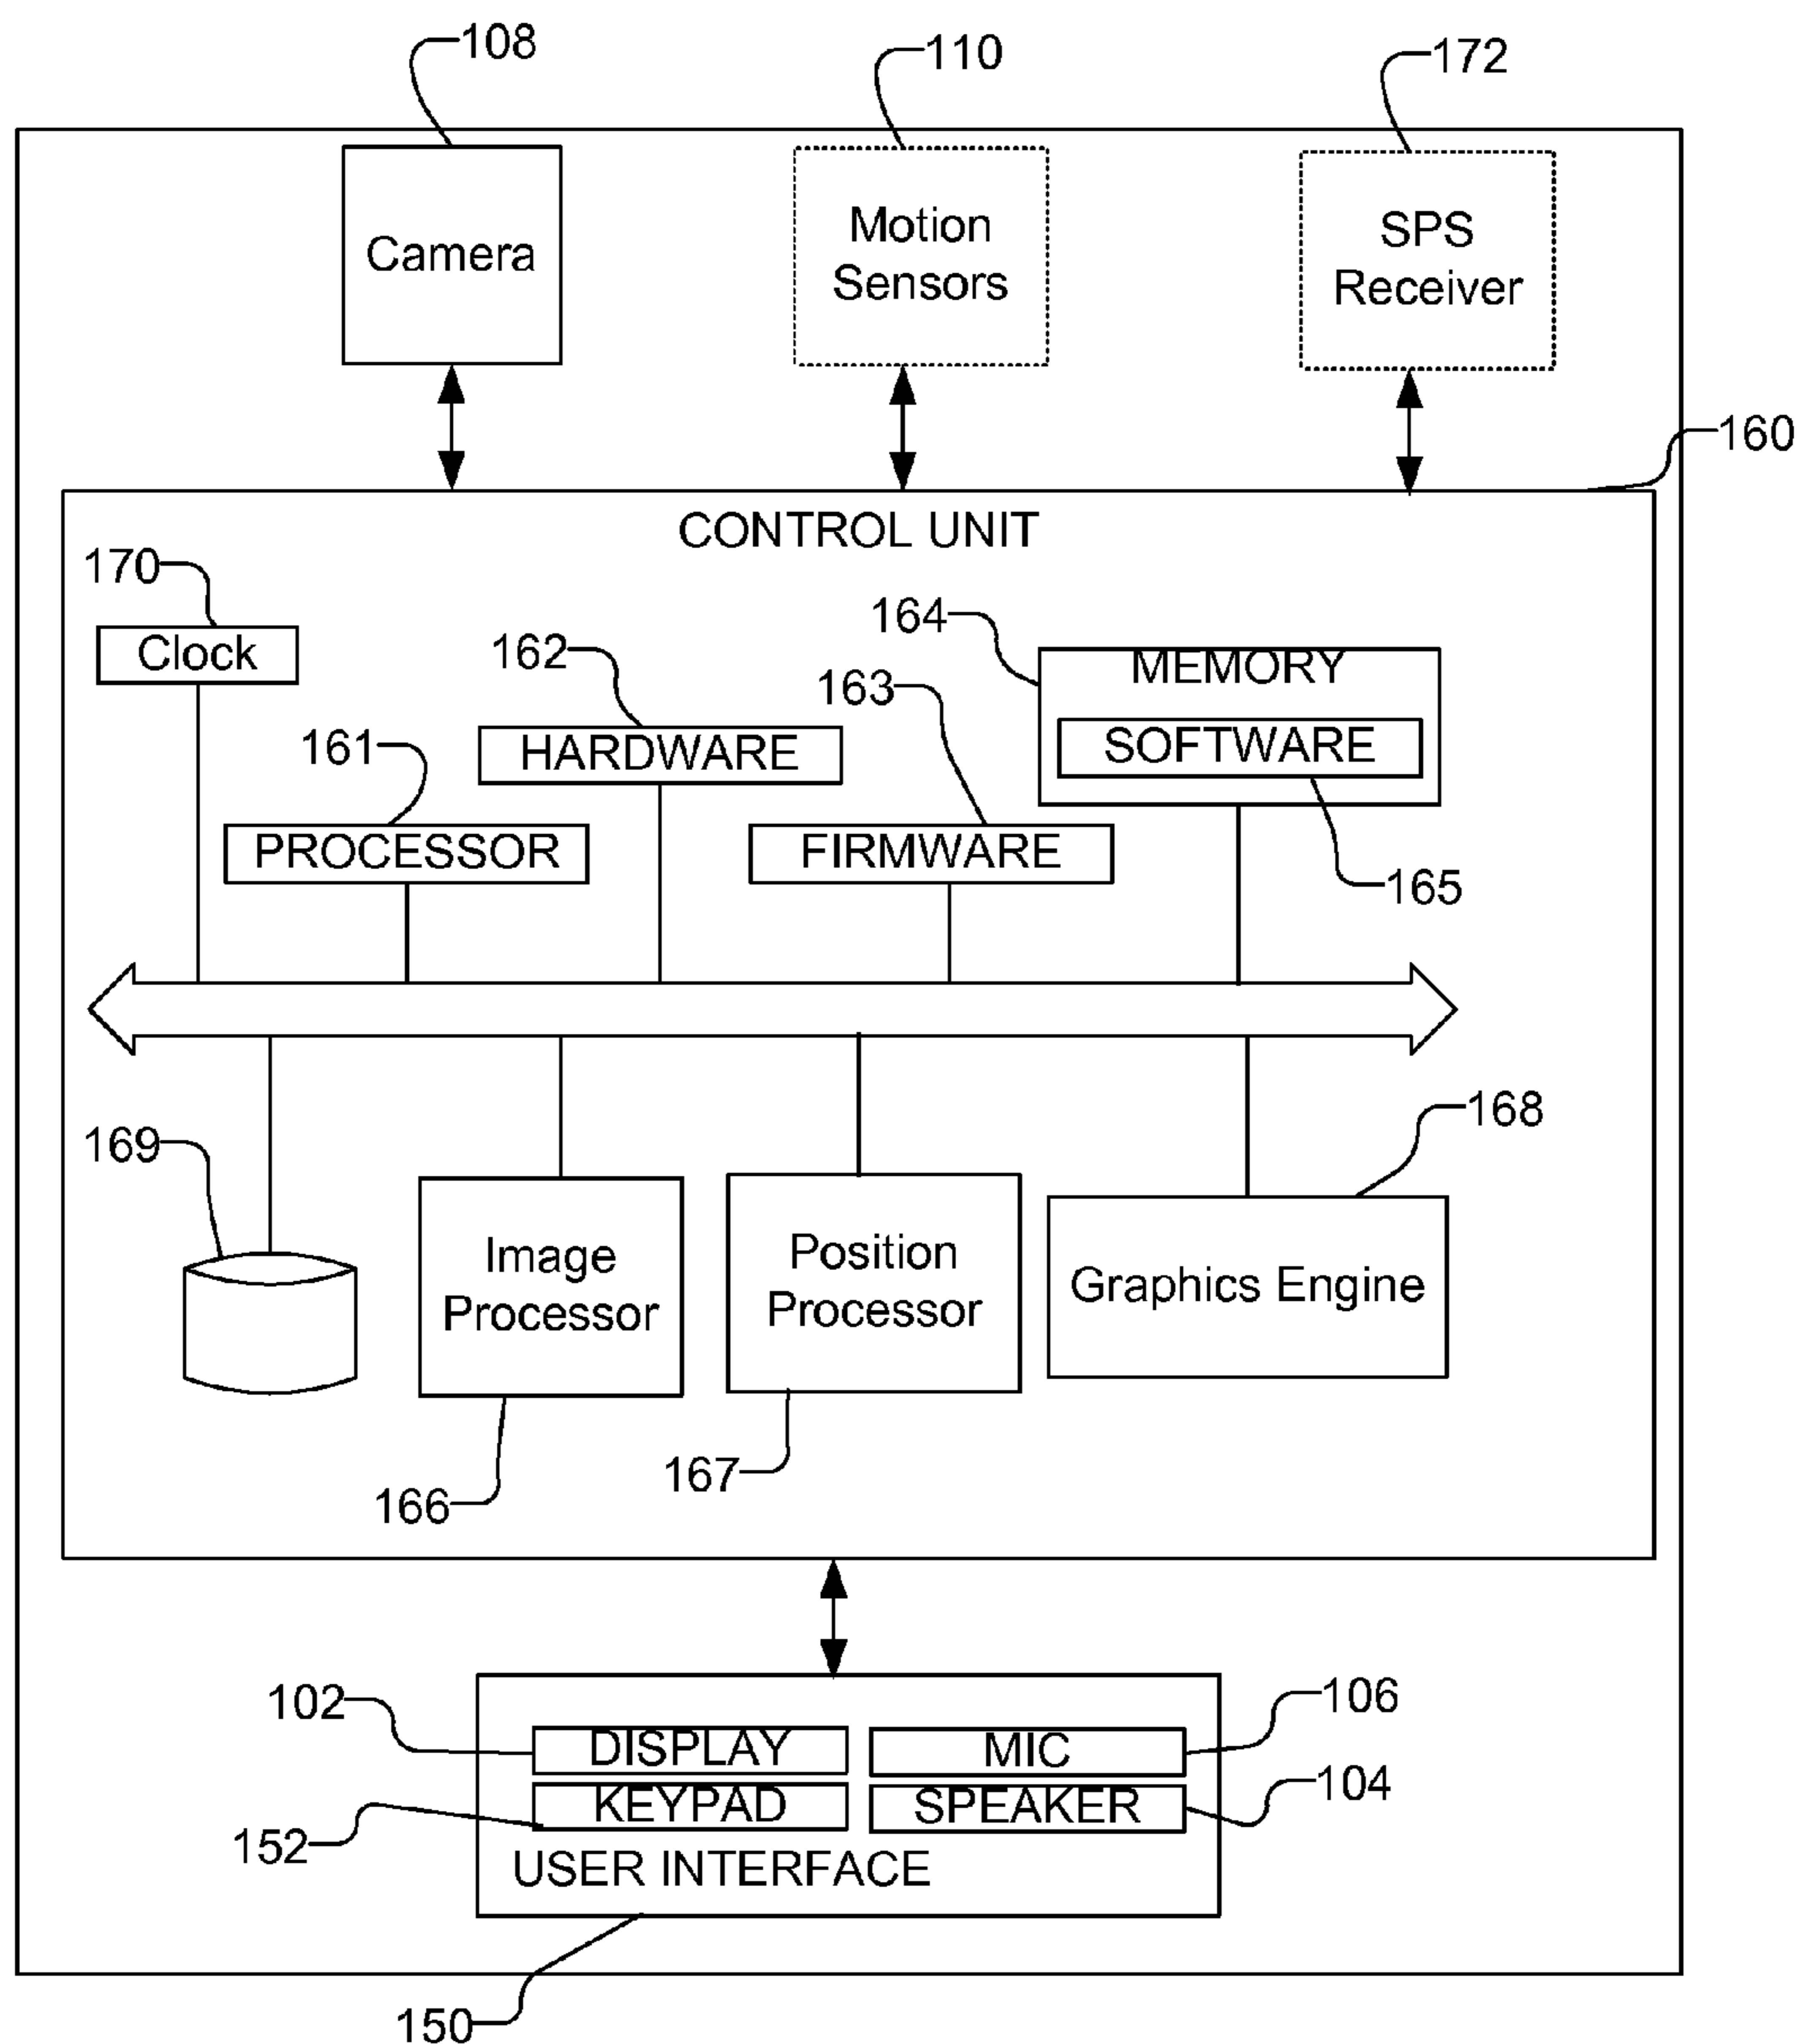 108
110
172
Camera
Motion
Sensors
SPS
Receiver
160
CONTROL UNIT
170
Clock
162
164
MEMORY
163
161
HARDWARE
SOFTWARE
PROCESSOR
FIRMWARE
165
169
168
Image
Processor
Position
Processor
Graphics Engine
166
167
102
DISPLAY
MIC
106
KEYPAD
SPEAKER
104
152
USER INTERFACE
150